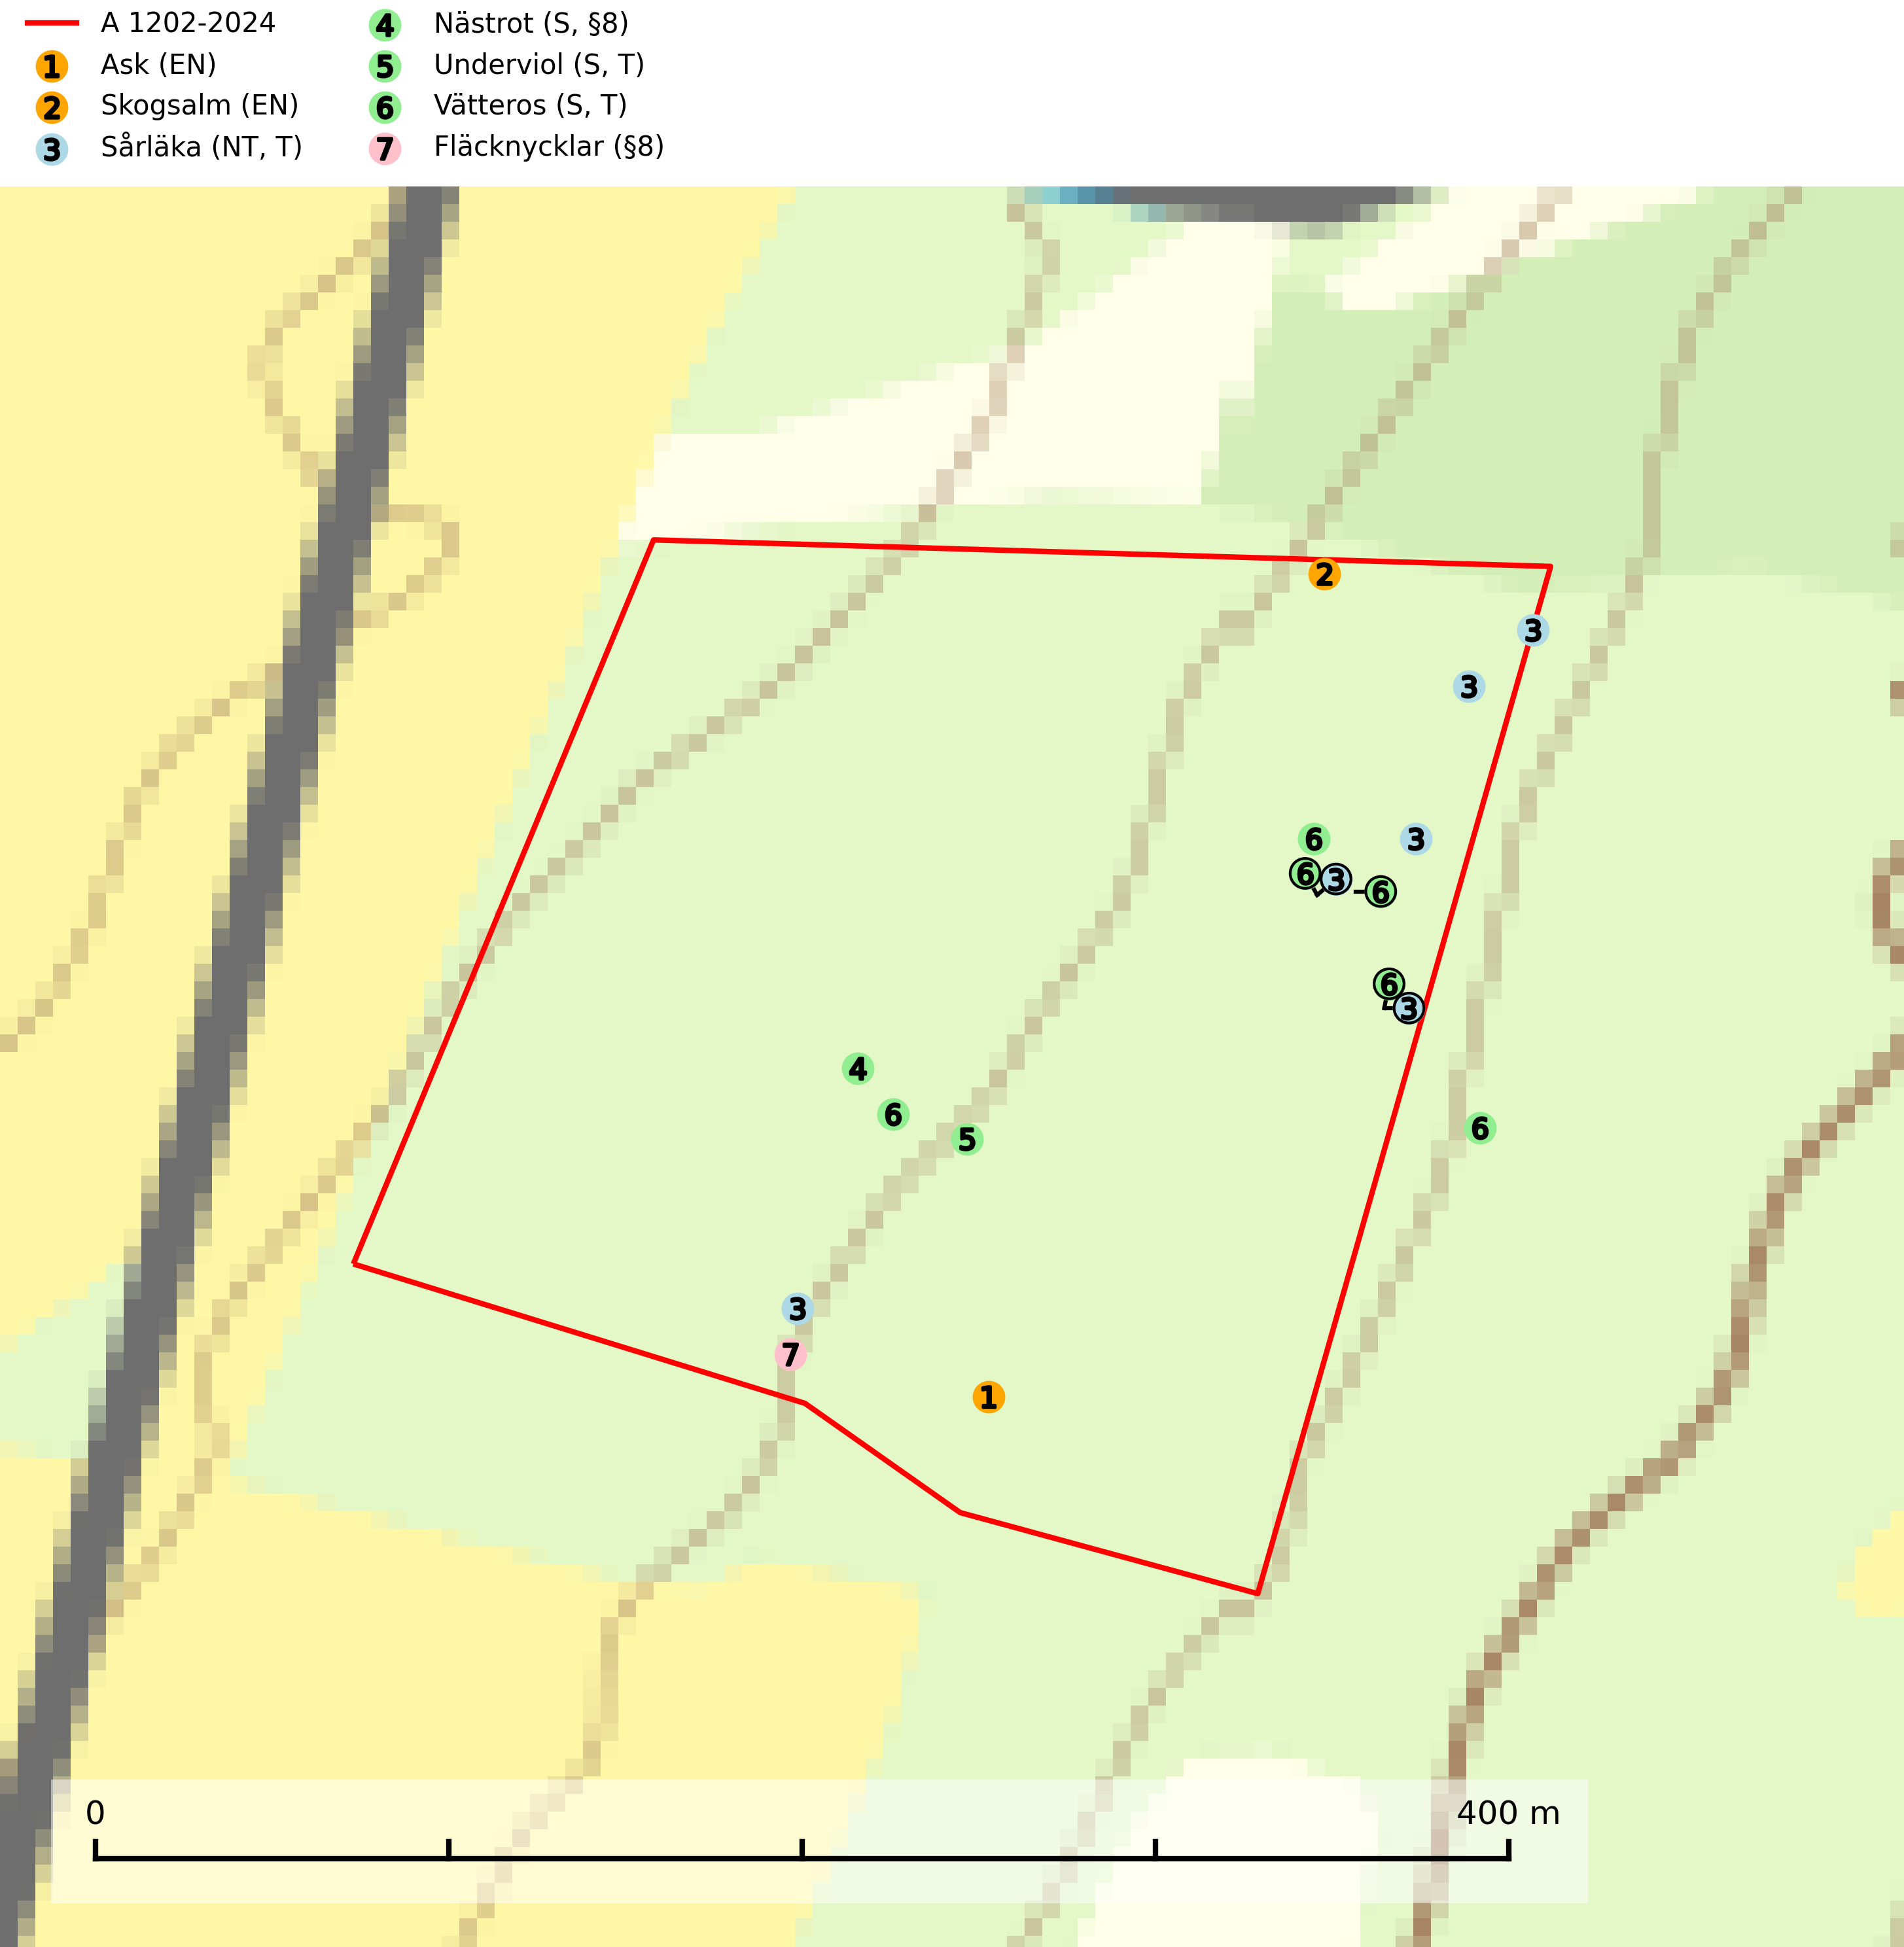 A 1202-2024
1 Ask (EN)
2 Skogsalm (EN)
3 Sårläka (NT, T)
4 Nästrot (S, §8)
5 Underviol (S, T)
6 Vätteros (S, T)
7 Fläcknycklar (§8)
2
3
3
6
3
6
3
6
6
3
4
6
5
6
3
7
1
0
400 m